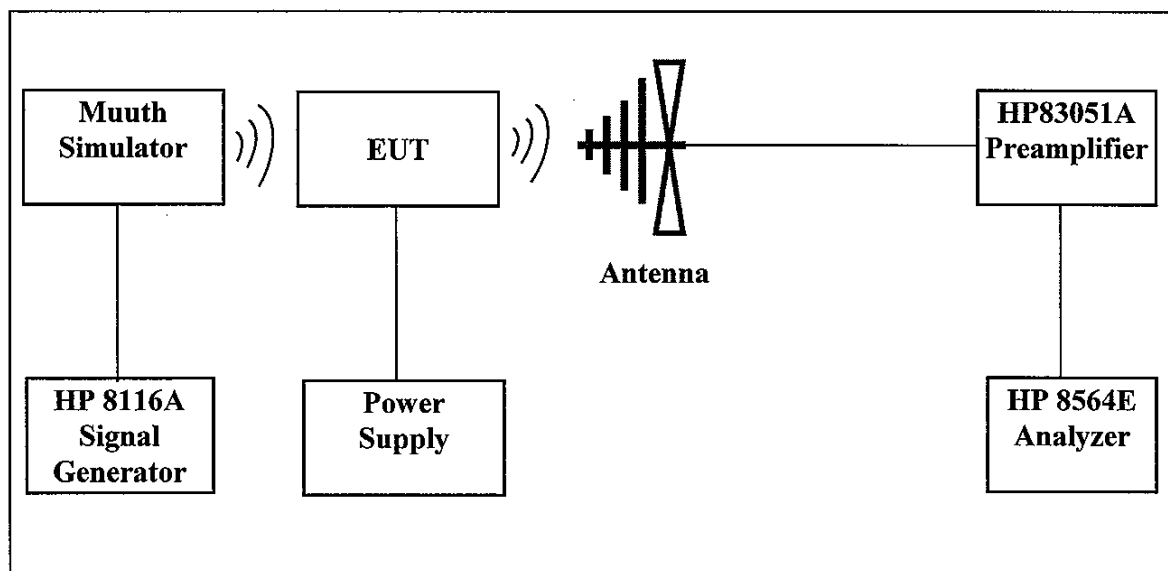 Muuth
Simulator
EUT
HP83051A
Preamplifier
Antenna
HP 8116A
Signal
Generator
Power
Supply
HP 8564E
Analyzer